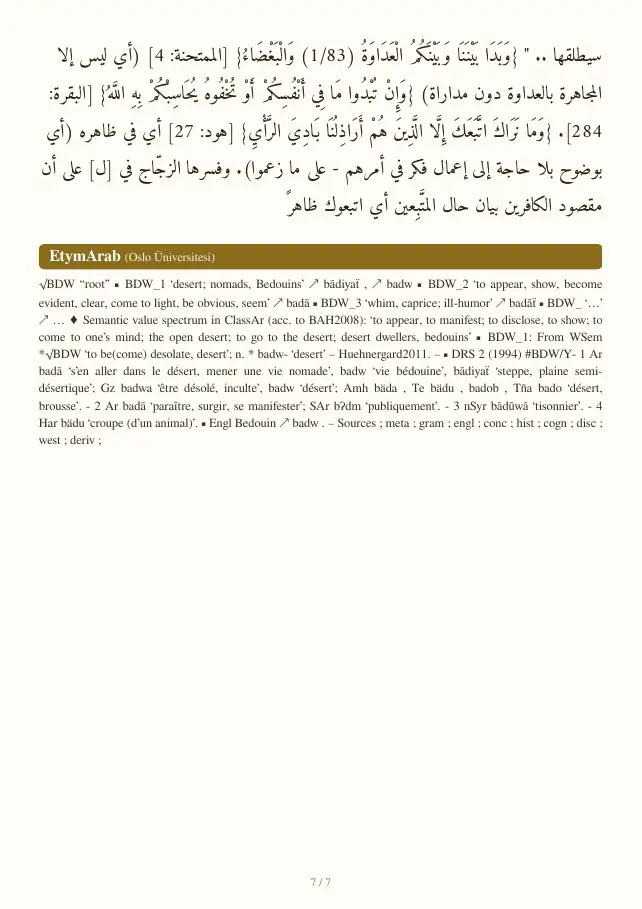 سيطلقها .. " {وَبَدَا بَيْنَنَا وَبَيْنَكُمُ الْعَدَاوَةُ (1/83) وَالْبَغْضَاءُ} [الممتحنة: 4] (أي ليس إلا
المجاهرة بالعداوة دون مداراة) {وَإِنْ تُبْدُوا مَا فِي أَنْفُسِكُمْ أَوْ تُخْفُوهُ يُحَاسِبْكُمْ بِهِ اللَّهُ} [البقرة:
284]. {وَمَا نَرَاكَ اتَّبَعَكَ إِلَّا الَّذِينَ هُمْ أَرَاذِلُنَا بَادِيَ الرَّأْيِ} [هود: 27] أي في ظاهره (أي
بوضوح بلا حاجة إلى إعمال فكر في أمرهم - على ما زعموا). وفسرها الزجّاج في [ل] على أن
مقصود الكافرين بيان حال المتَّبِعين أي اتبعوك ظاهرً
EtymArab (Oslo Üniversitesi)
√BDW “root” ▪ BDW_1 ‘desert; nomads, Bedouins’ ↗ bādiyaẗ , ↗ badw ▪ BDW_2 ‘to appear, show, become
evident, clear, come to light, be obvious, seem’ ↗ badā ▪ BDW_3 ‘whim, caprice; ill-humor’ ↗ badāẗ ▪ BDW_ ‘…’
↗ … ♦ Semantic value spectrum in ClassAr (acc. to BAH2008): ‘to appear, to manifest; to disclose, to show; to
come to one’s mind; the open desert; to go to the desert; desert dwellers, bedouins’ ▪ BDW_1: From WSem
*√BDW ‘to be(come) desolate, desert’; n. * badw- ‘desert’ – Huehnergard2011. – ▪ DRS 2 (1994) #BDW/Y- 1 Ar
badā ‘s’en aller dans le désert, mener une vie nomade’, badw ‘vie bédouine’, bādiyaẗ ‘steppe, plaine semi-
désertique’; Gz badwa ‘être désolé, inculte’, badw ‘désert’; Amh bäda , Te bädu , badob , Tña bado ‘désert,
brousse’. - 2 Ar badā ‘paraître, surgir, se manifester’; SAr bʔdm ‘publiquement’. - 3 nSyr bādūwā ‘tisonnier’. - 4
Har bädu ‘croupe (d’un animal)’. ▪ Engl Bedouin ↗ badw . – Sources ; meta ; gram ; engl ; conc ; hist ; cogn ; disc ;
west ; deriv ;
7 / 7